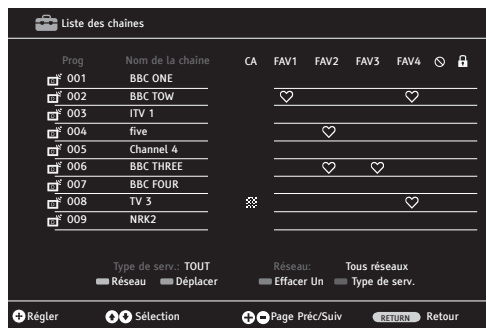 Liste des chaînes
Prog Nom de la chaîne CA FAV1 FAV2 FAV3 FAV4
001 BBC ONE
002 BBC TOW
003 ITV 1
004 five
005 Channel 4
006 BBC THREE
007 BBC FOUR
008 TV 3
009 NRK2
Type de serv.: TOUT Réseau: Tous réseaux
Réseau Déplacer Effacer Un Type de serv.
Régler Sélection Page Préc/Suiv RETURN Retour